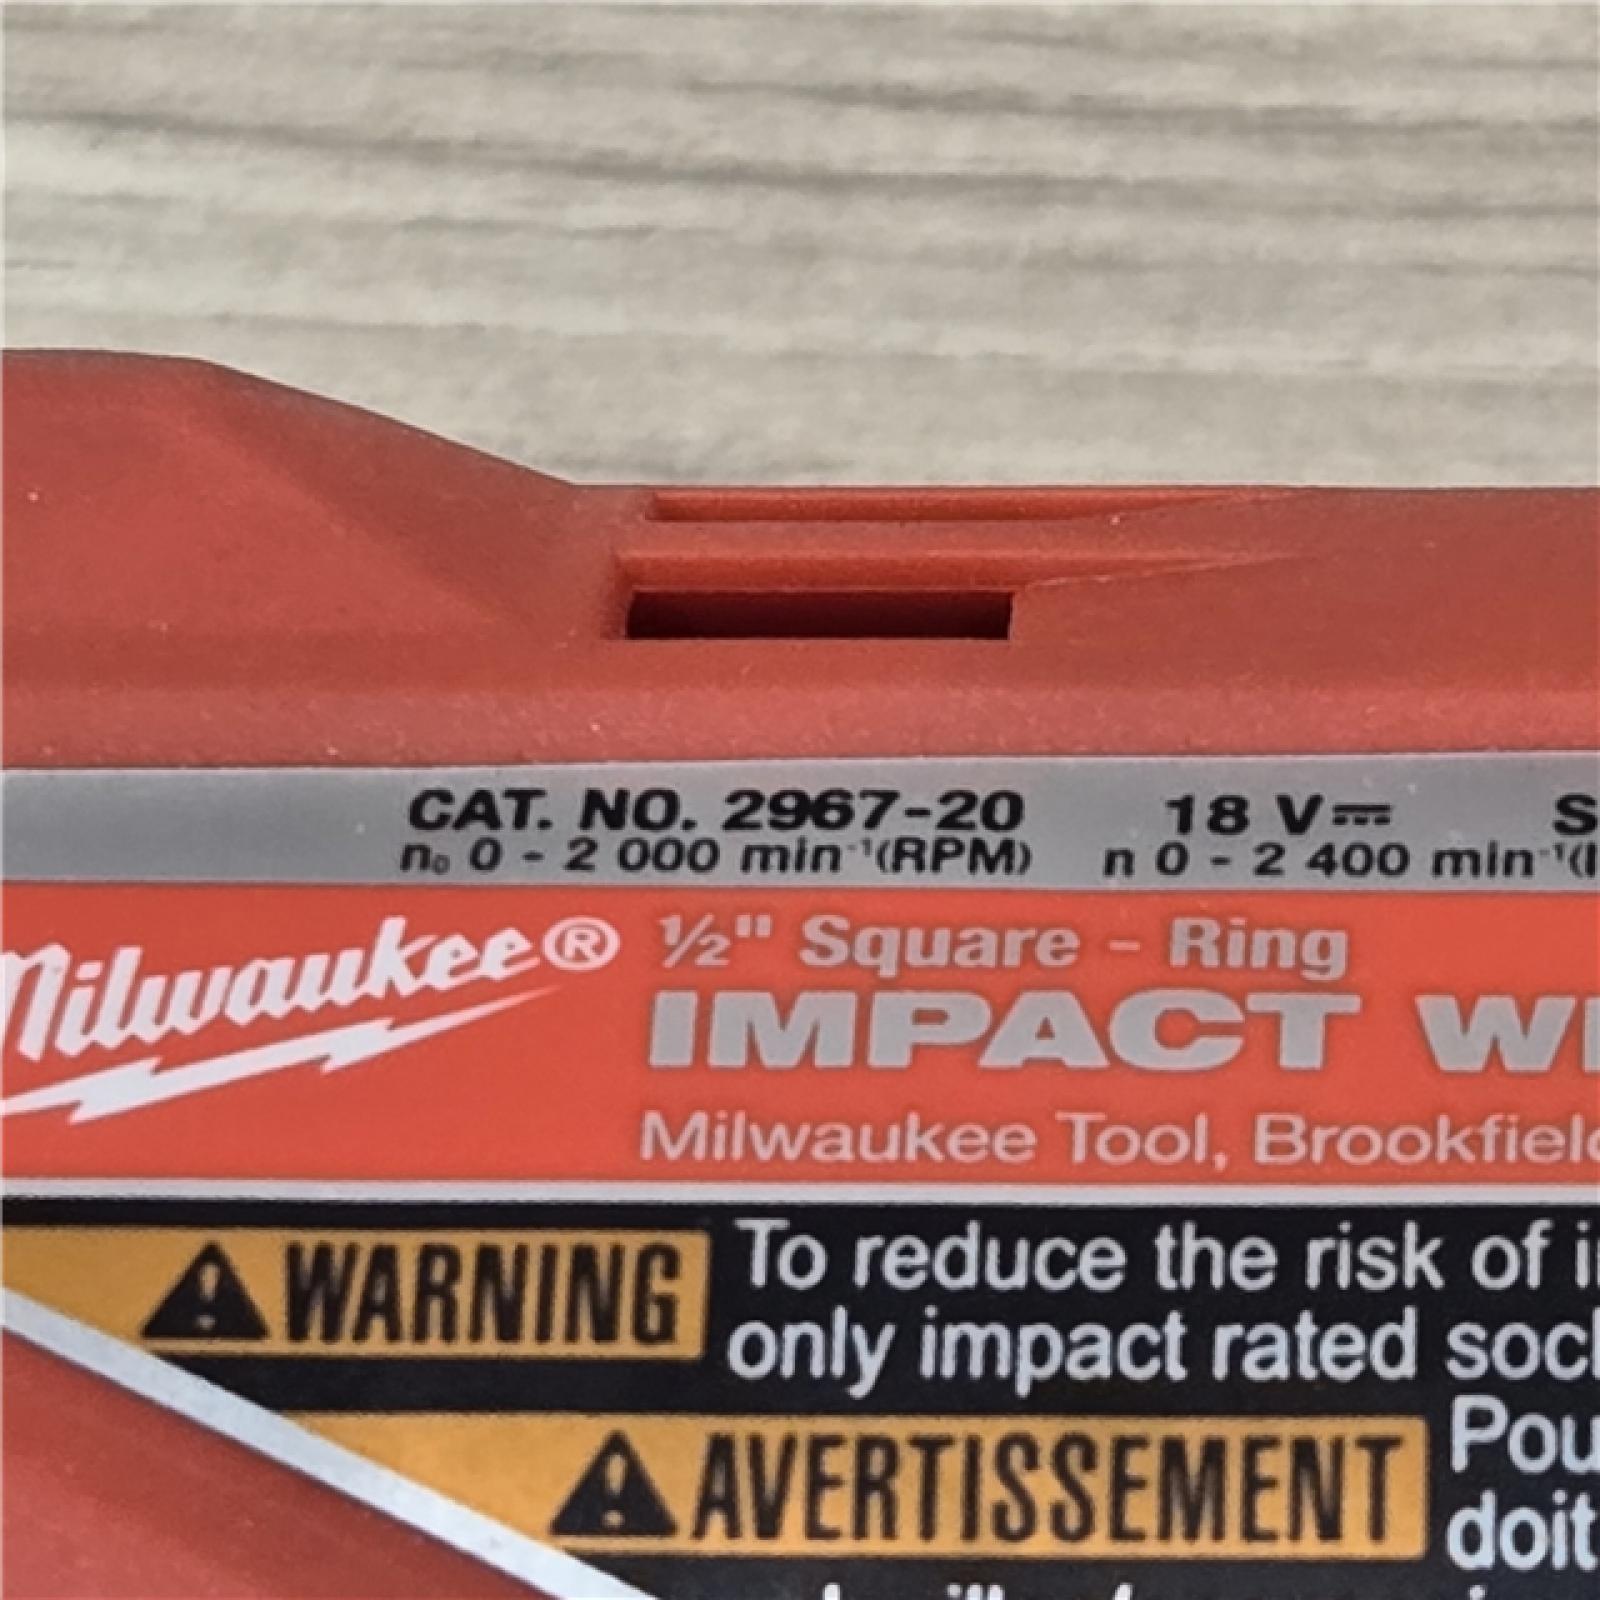 CAT. NO. 2967-20 18 V⎓
n₀ 0 - 2 000 min⁻¹(RPM) n 0 - 2 400 min⁻¹(I
Milwaukee® ½" Square - Ring
IMPACT
Milwaukee Tool, Brookfield
WARNING To reduce the risk of
only impact rated
AVERTISSEMENT
doit